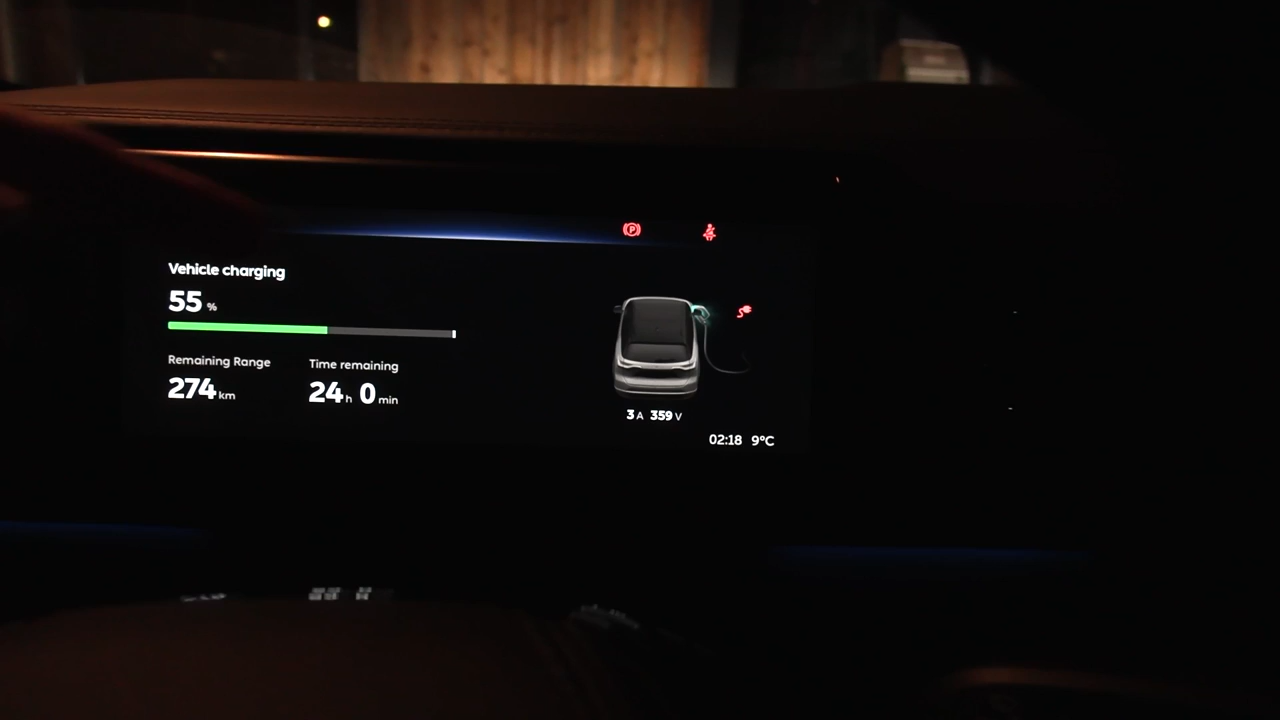 P
Vehicle charging
55 %
Remaining Range
Time remaining
274 km
24 h 0 min
3 A 359 V
02:18 9°C